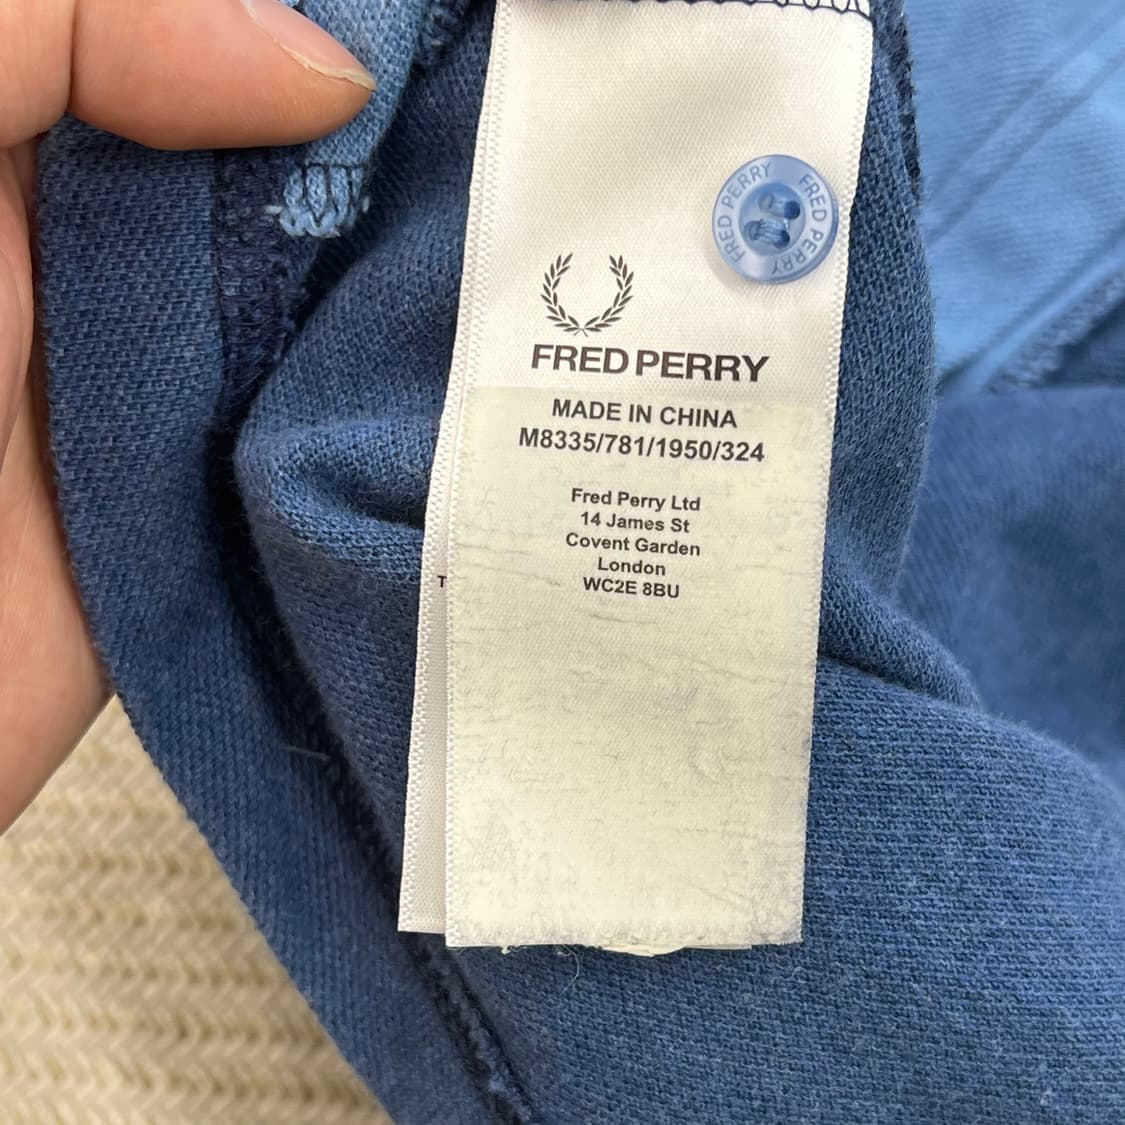 FRED PERRY FRED PERRY
FRED PERRY
MADE IN CHINA
M8335/781/1950/324
Fred Perry Ltd
14 James St
Covent Garden
London
WC2E 8BU
T